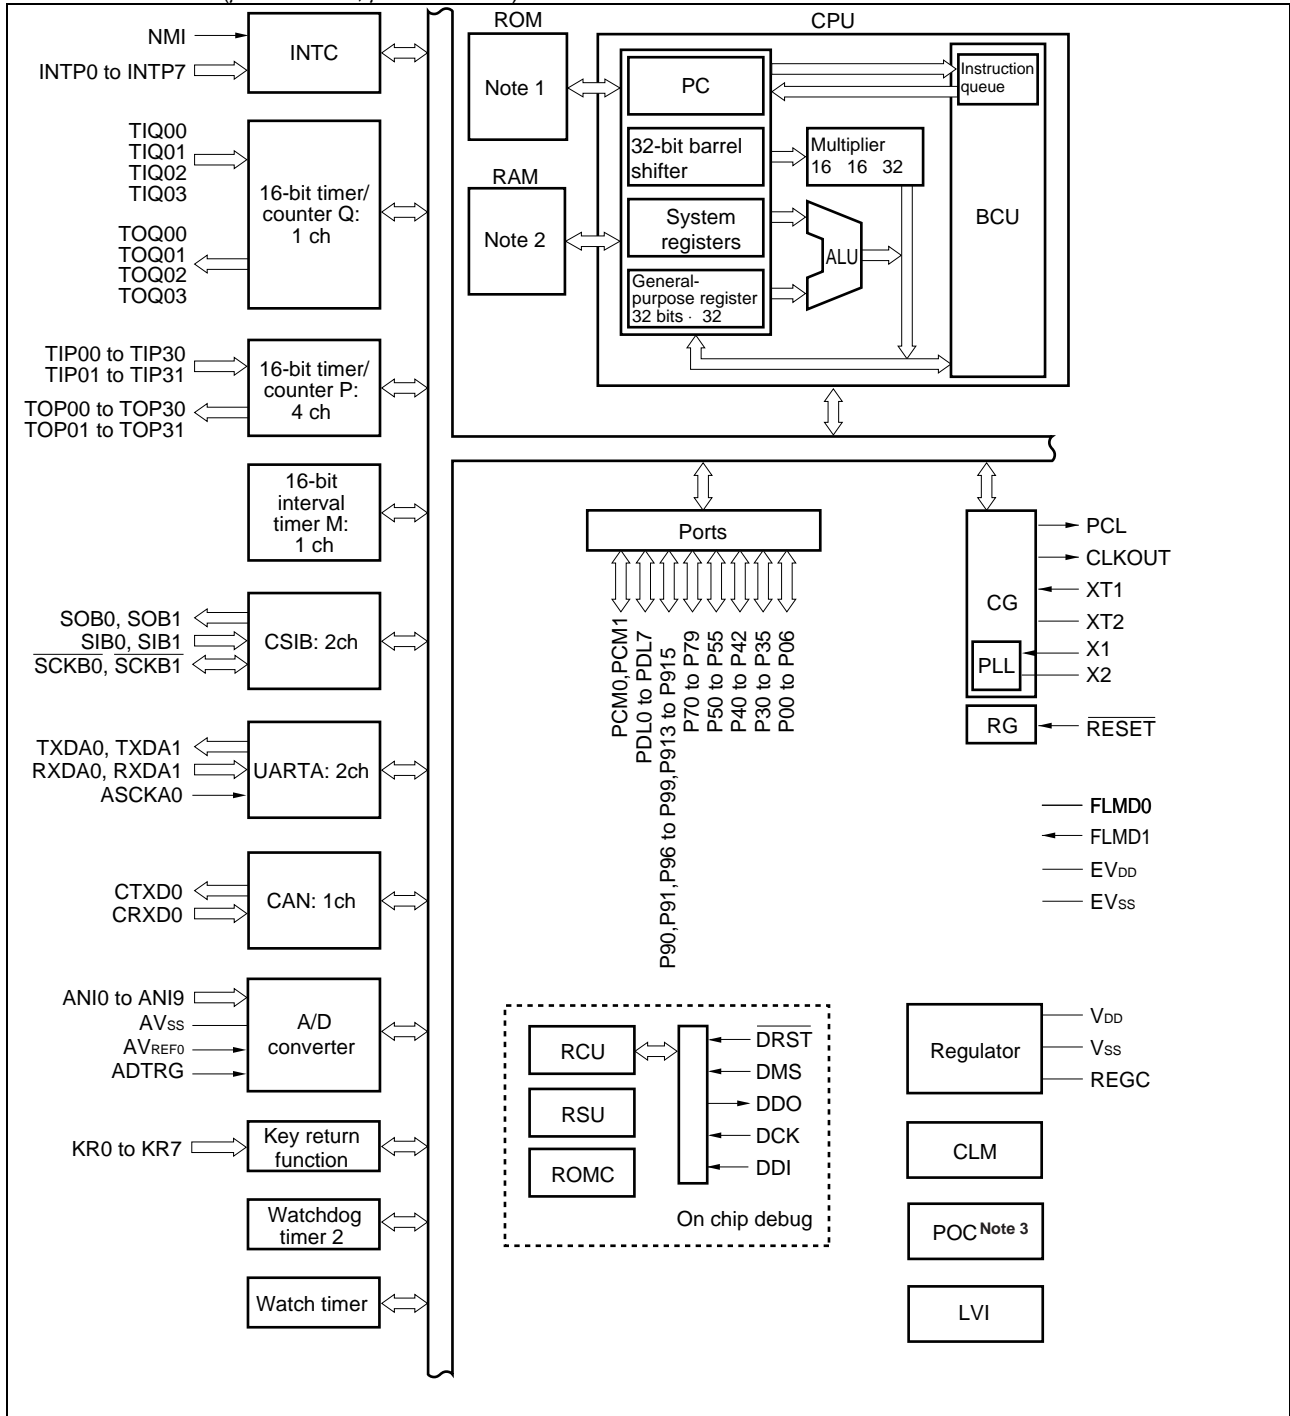 NMI
INTP0 to INTP7
INTC
TIQ00
TIQ01
TIQ02
TIQ03
TOQ00
TOQ01
TOQ02
TOQ03
16-bit timer/
counter Q:
1 ch
TIP00 to TIP30
TIP01 to TIP31
TOP00 to TOP30
TOP01 to TOP31
16-bit timer/
counter P:
4 ch
16-bit
interval
timer M:
1 ch
SOB0, SOB1
SIB0, SIB1
SCKB0, SCKB1
CSIB: 2ch
TXDA0, TXDA1
RXDA0, RXDA1
ASCKA0
UARTA: 2ch
CTXD0
CRXD0
CAN: 1ch
ANI0 to ANI9
AVSS
AVREF0
ADTRG
A/D
converter
KR0 to KR7
Key return
function
Watchdog
timer 2
Watch timer
ROM
Note 1
RAM
Note 2
CPU
PC
32-bit barrel
shifter
System
registers
General-
purpose register
32 bits · 32
Multiplier
16 16 32
ALU
Instruction
queue
BCU
Ports
PCM0,PCM1
PDL0 to PDL7
P90,P91,P96 to P99,P913 to P915
P70 to P79
P50 to P55
P40 to P42
P30 to P35
P00 to P06
CG
PLL
PCL
CLKOUT
XT1
XT2
X1
X2
RG
RESET
FLMD0
FLMD1
EVDD
EVSS
RCU
RSU
ROMC
DRST
DMS
DDO
DCK
DDI
On chip debug
Regulator
VDD
VSS
REGC
CLM
POC Note 3
LVI